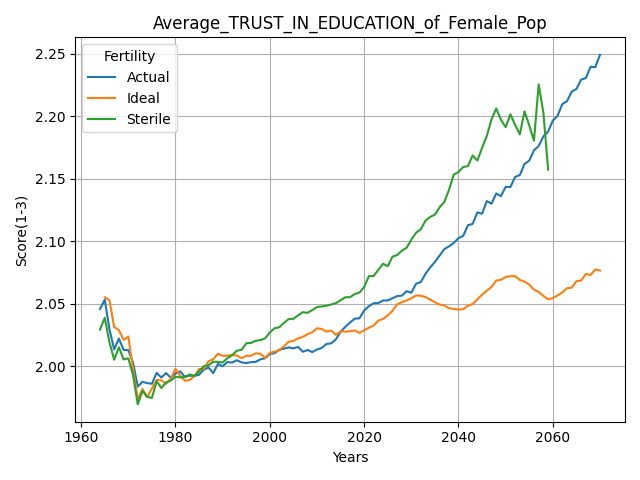 Average_TRUST_IN_EDUCATION_of_Female_Pop
Fertility
Actual
Ideal
Sterile
Score(1-3)
2.25
2.20
2.15
2.10
2.05
2.00
1960
1980
2000
2020
2040
2060
Years